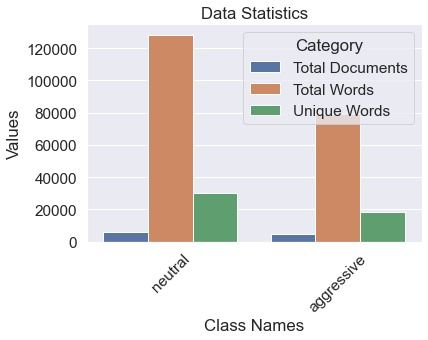 Data Statistics
Category
Total Documents
Total Words
Unique Words
Values
120000
100000
80000
60000
40000
20000
0
neutral
aggressive
Class Names